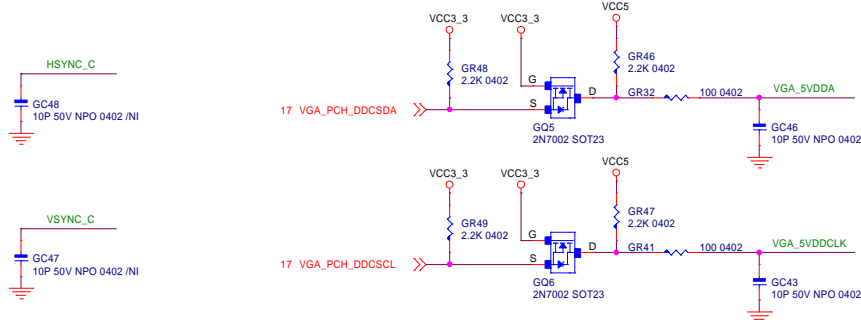 VCC5
VCC3_3 VCC3_3
HSYNC_C
GR48
2.2K 0402
GR46
2.2K 0402
GC48
10P 50V NPO 0402 /NI
G
D
S
GR32 100 0402
VGA_5VDDA
17 VGA_PCH_DDCSDA
GQ5
2N7002 SOT23
GC46
10P 50V NPO 0402
VCC3_3 VCC3_3
VCC5
VSYNC_C
GR49
2.2K 0402
GR47
2.2K 0402
GC47
10P 50V NPO 0402 /NI
G
D
S
GR41 100 0402
VGA_5VDDCLK
17 VGA_PCH_DDCSCL
GQ6
2N7002 SOT23
GC43
10P 50V NPO 0402